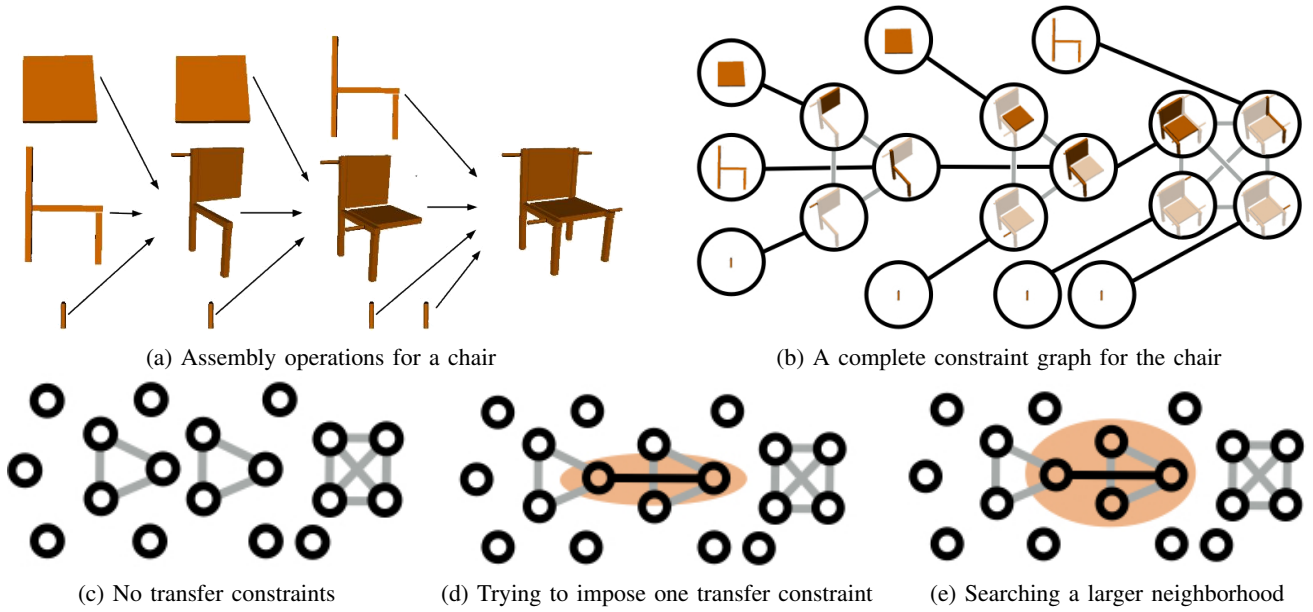 (a) Assembly operations for a chair
(b) A complete constraint graph for the chair
(c) No transfer constraints
(d) Trying to impose one transfer constraint
(e) Searching a larger neighborhood